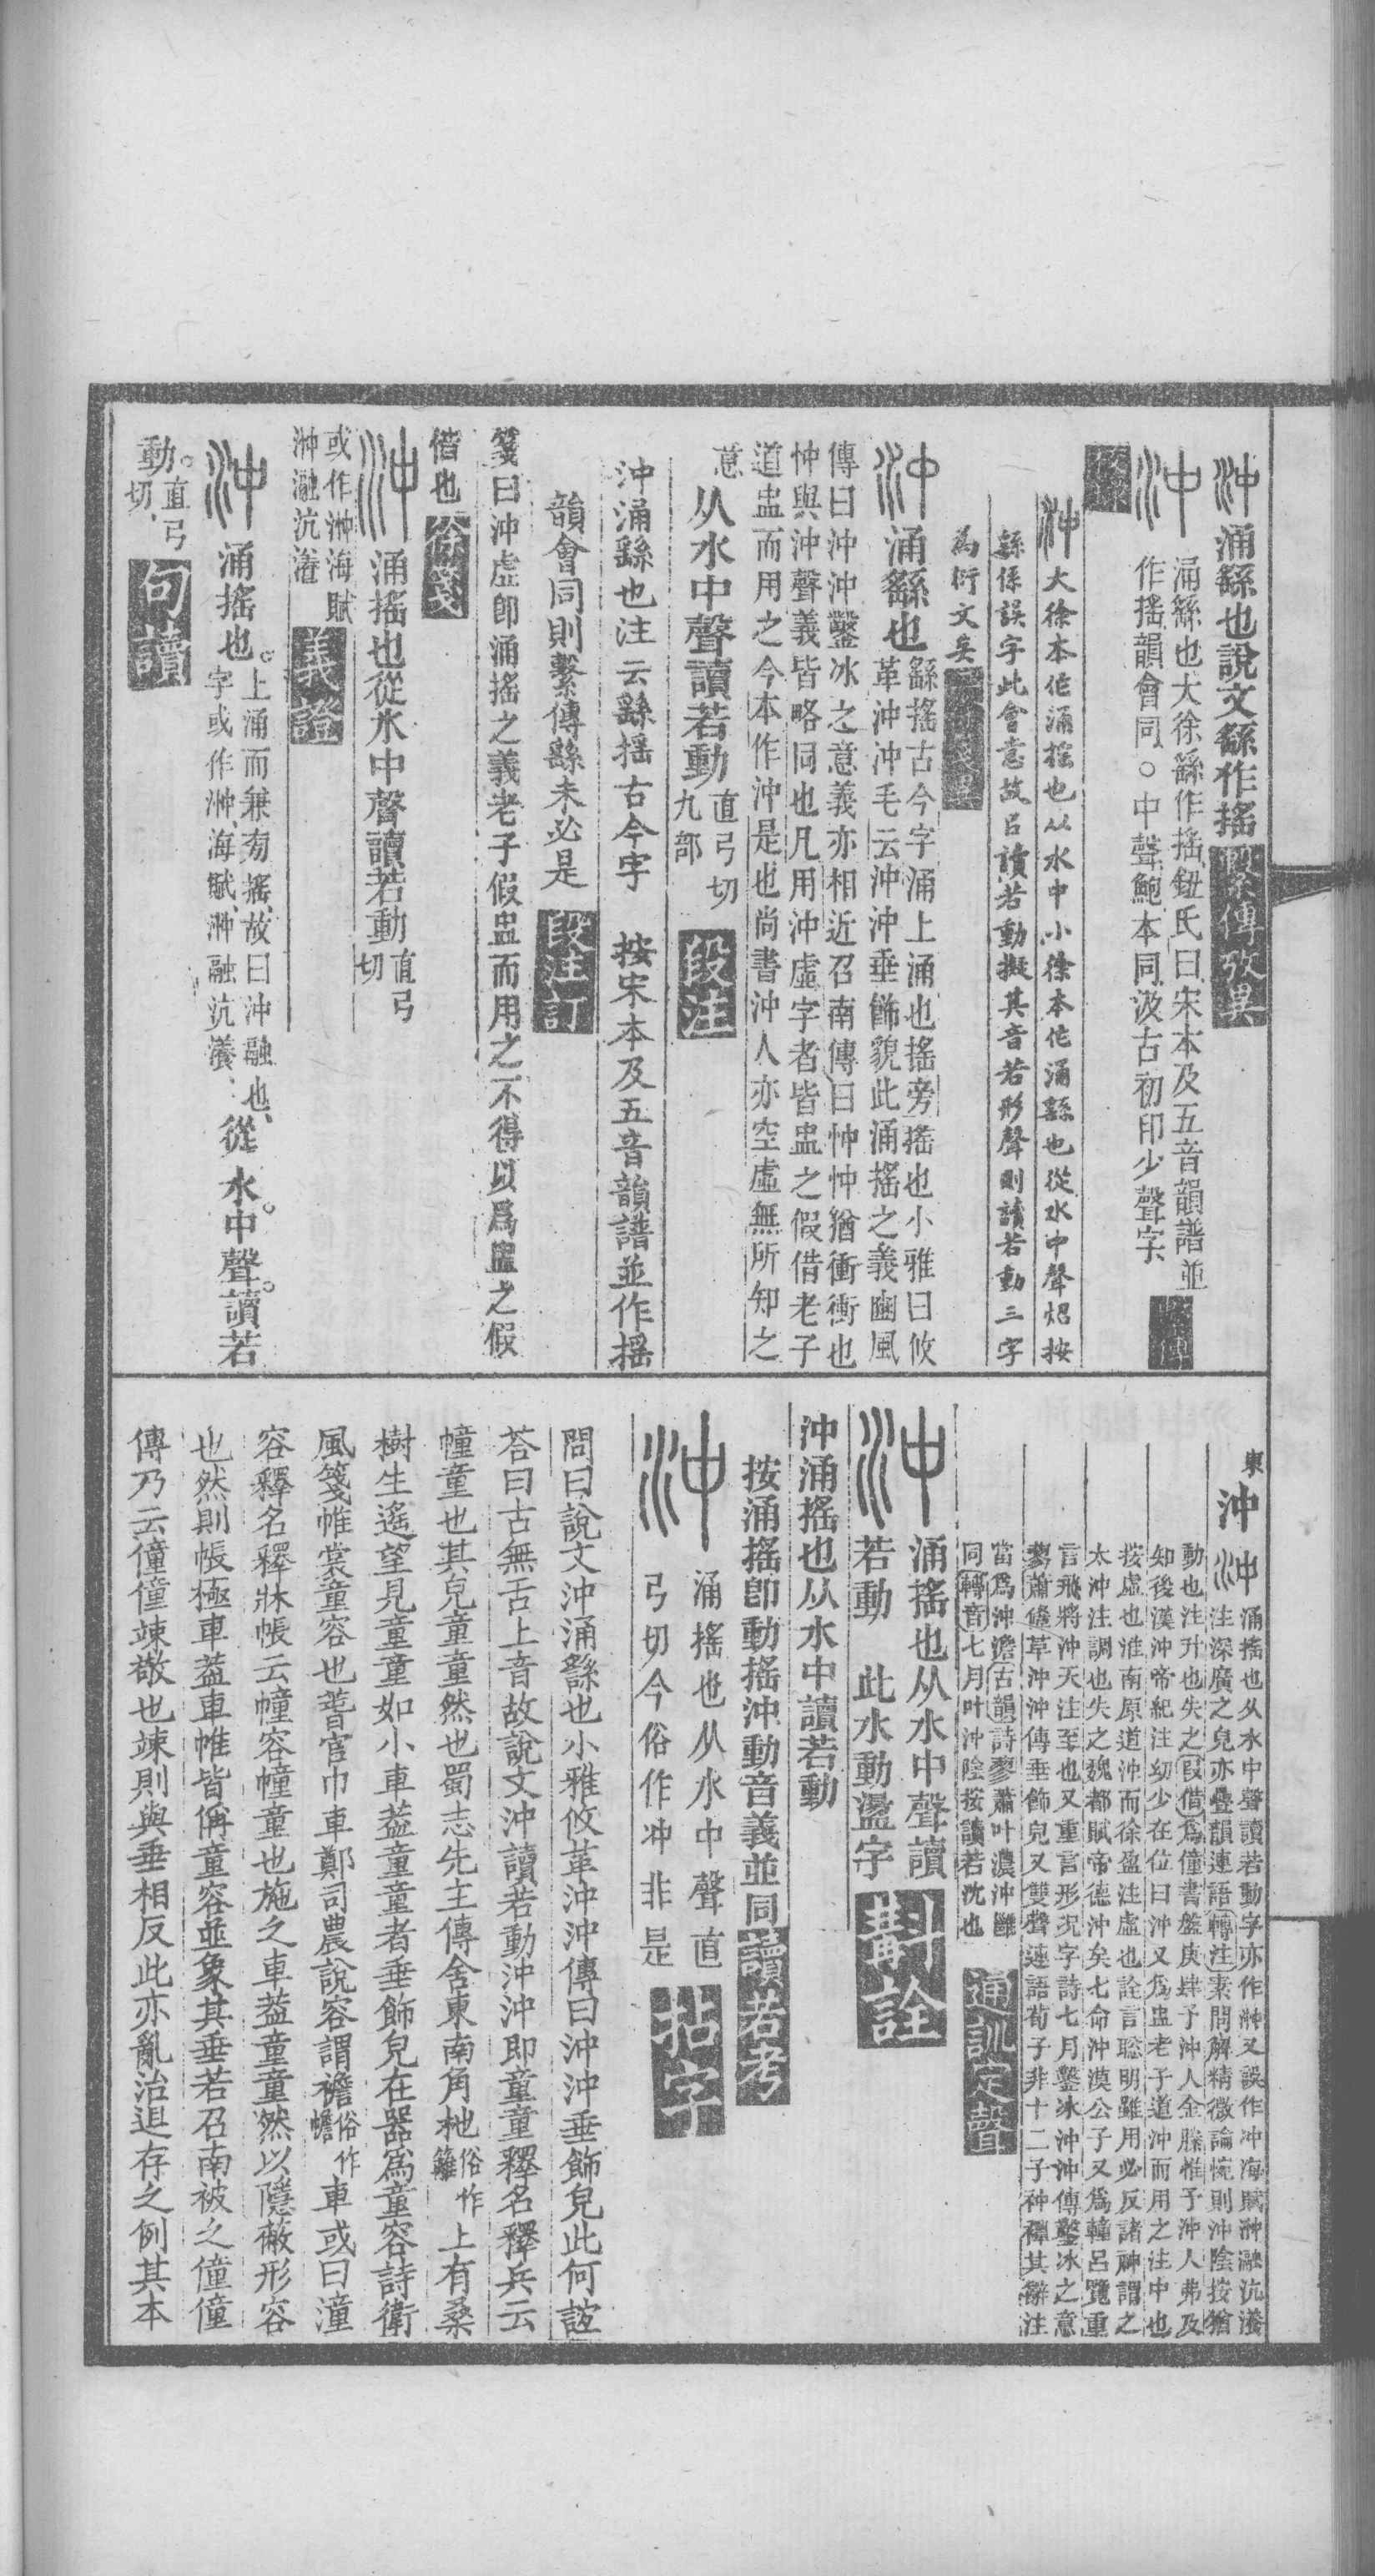 沖涌繇也說文繇作搖繫傳攷異
沖
涌繇也大徐繇作搖鈕氏曰宋本及五音韻譜並
作搖韻會同〇中聲鮑本同汲古初印少聲字
沖大徐本作涌搖也从水中小徐本作涌繇也從水中聲炤按
繇係誤字此會意故㠯讀若動擬其音若形聲則讀若動三字
爲衍文矣
沖涌繇也
繇搖古今字涌上涌也搖旁搖也小雅曰攸
革沖沖毛云沖沖垂飾貌此涌搖之義豳風
傳曰沖沖鑿冰之意義亦相近召南傳曰忡忡猶衝衝也
忡與沖聲義皆略同也凡用沖虛字者皆盅之假借老子
道盅而用之今本作沖是也尚書沖人亦空虛無所知之
意
从水中聲讀若動
直弓切
九部
段注
沖涌繇也注云繇搖古今字 按宋本及五音韻譜並作搖
韻會同則繫傳繇未必是段注訂
箋曰沖虛卽涌搖之義老子假盅而用之不得以爲盅之假
借也徐箋
沖涌搖也從水中聲讀若動
直弓
切
或作浺海賦
浺瀜沆瀁
義證
沖涌搖也
上涌而兼旁搖故曰沖融也
字或作浺海賦浺融沆瀁
從水中聲讀若
動
直弓
切
句讀
東
沖
沖
涌搖也从水中聲讀若動字亦作浺又誤作冲海賦浺融沆瀁
注深廣之皃亦疊韻連語轉注素問解精微論惋則沖陰按猶
動也注升也失之叚借爲僮書盤庚肆予沖人金縢惟予沖人弗及
知後漢沖帝紀注幼少在位曰沖又爲盅老子道沖而用之注中也
按虛也淮南原道沖而徐盈注虛也詮言聰明雖用必反諸神謂之
太沖注調也失之魏都賦帝德沖矣七命沖漠公子又爲䡴呂覽重
言飛將沖天注至也又重言形況字詩七月鑿冰沖沖傳鑿冰之意
蓼蕭鞗革沖沖傳垂飾皃又雙聲連語荀子非十二子神禫其辭注
當爲沖澹古韻詩蓼蕭叶濃沖雝
同轉音七月叶沖陰按讀若沈也
通訓定聲
沖
涌搖也从水中聲讀
若動 此水動盪字
斠詮
沖涌搖也从水中讀若動
按涌搖卽動搖沖動音義並同讀若考
沖
涌搖也从水中聲直
弓切今俗作冲非是
拈字
問曰說文沖涌繇也小雅攸革沖沖傳曰沖沖垂飾皃此何誼
荅曰古無舌上音故說文沖讀若動沖沖即童童釋名釋兵云
幢童也其皃童童然也蜀志先主傳舍東南角杝
俗作
籬
上有桑
樹生遙望見童童如小車葢童童者垂飾皃在器爲童容詩衛
風箋帷裳童容也萅官巾車鄭司農說容謂襜
俗作
幨
車或曰潼
容釋名釋牀帳云幢容幢童也施之車葢童童然以隱蔽形容
也然則帳極車葢車帷皆偁童容並象其垂若召南被之僮僮
傳乃云僮僮竦敬也竦則與垂相反此亦亂治徂存之例其本